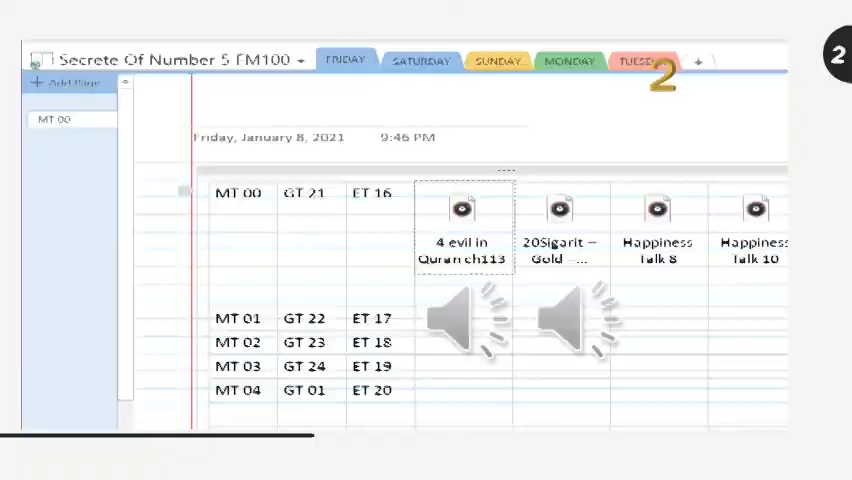 Secrete Of Number 5 FM100
FRIDAY
SATURDAY
SUNDAY
MONDAY
2
+
2
Add Page
MT 00
Friday, January 8, 2021 9:46 PM
MT 00 GT 21 ET 16
4 evil in
Quran ch113
20Sigarit –
Gold –...
Happiness
Talk 8
Happiness
Talk 10
MT 01 GT 22 ET 17
MT 02 GT 23 ET 18
MT 03 GT 24 ET 19
MT 04 GT 01 ET 20